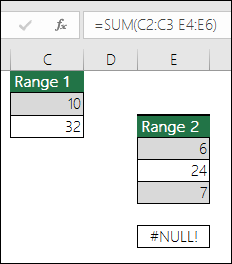 fx =SUM(C2:C3 E4:E6)
C D E
Range 1
10
32
Range 2
6
24
7
#NULL!